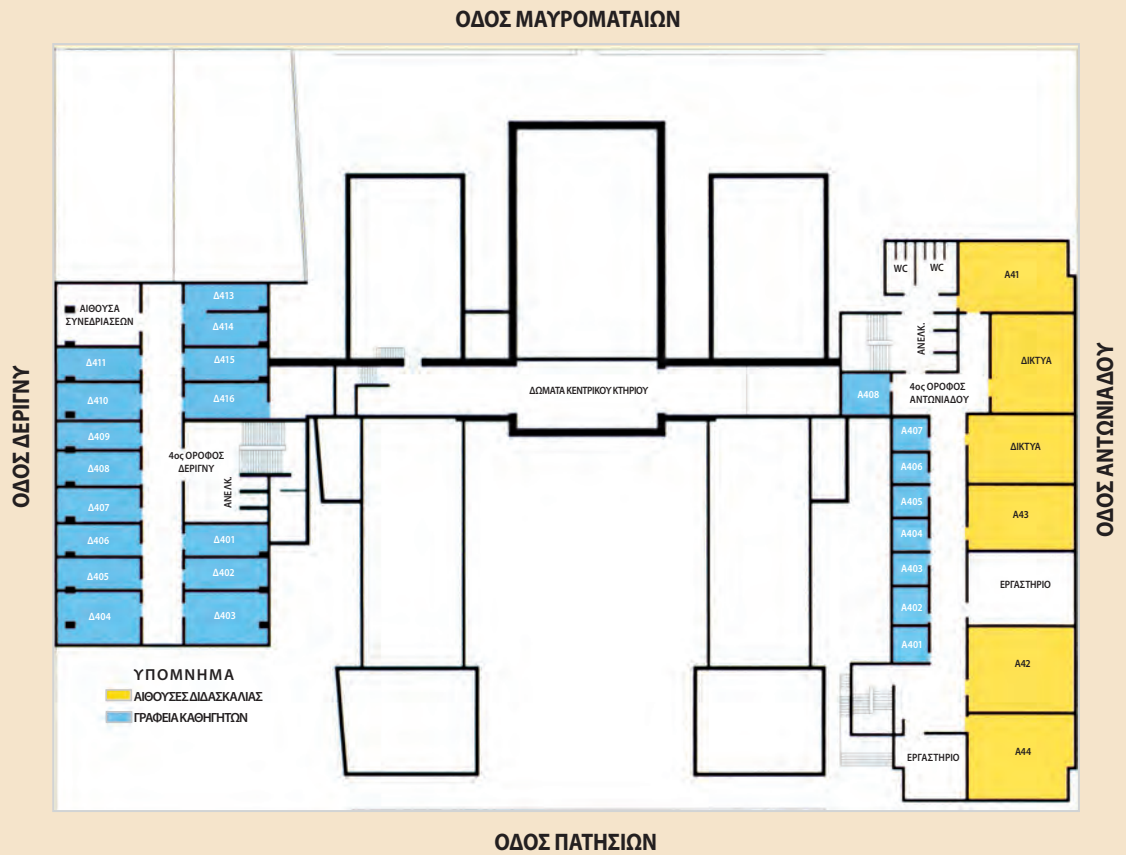 ΟΔΟΣ ΜΑΥΡΟΜΑΤΑΙΩΝ
ΟΔΟΣ ΔΕΡΙΓΝΥ
ΑΙΘΟΥΣΑ
ΣΥΝΕΔΡΙΑΣΕΩΝ
Δ411
Δ410
Δ409
Δ408
Δ407
Δ406
Δ405
Δ404
Δ413
Δ414
Δ415
Δ416
4ος ΟΡΟΦΟΣ
ΔΕΡΙΓΝΥ
ΑΝΕΛΚ.
Δ401
Δ402
Δ403
ΔΩΜΑΤΑ ΚΕΝΤΡΙΚΟΥ ΚΤΗΡΙΟΥ
WC
WC
Α41
ΑΝΕΛΚ.
ΔΙΚΤΥΑ
Α408
4ος ΟΡΟΦΟΣ
ΑΝΤΩΝΙΑΔΟΥ
Α407
Α406
Α405
Α404
Α403
Α402
Α401
ΔΙΚΤΥΑ
Α43
ΕΡΓΑΣΤΗΡΙΟ
Α42
Α44
ΕΡΓΑΣΤΗΡΙΟ
ΟΔΟΣ ΑΝΤΩΝΙΑΔΟΥ
ΥΠΟΜΝΗΜΑ
ΑΙΘΟΥΣΕΣ ΔΙΔΑΣΚΑΛΙΑΣ
ΓΡΑΦΕΙΑ ΚΑΘΗΓΗΤΩΝ
ΟΔΟΣ ΠΑΤΗΣΙΩΝ